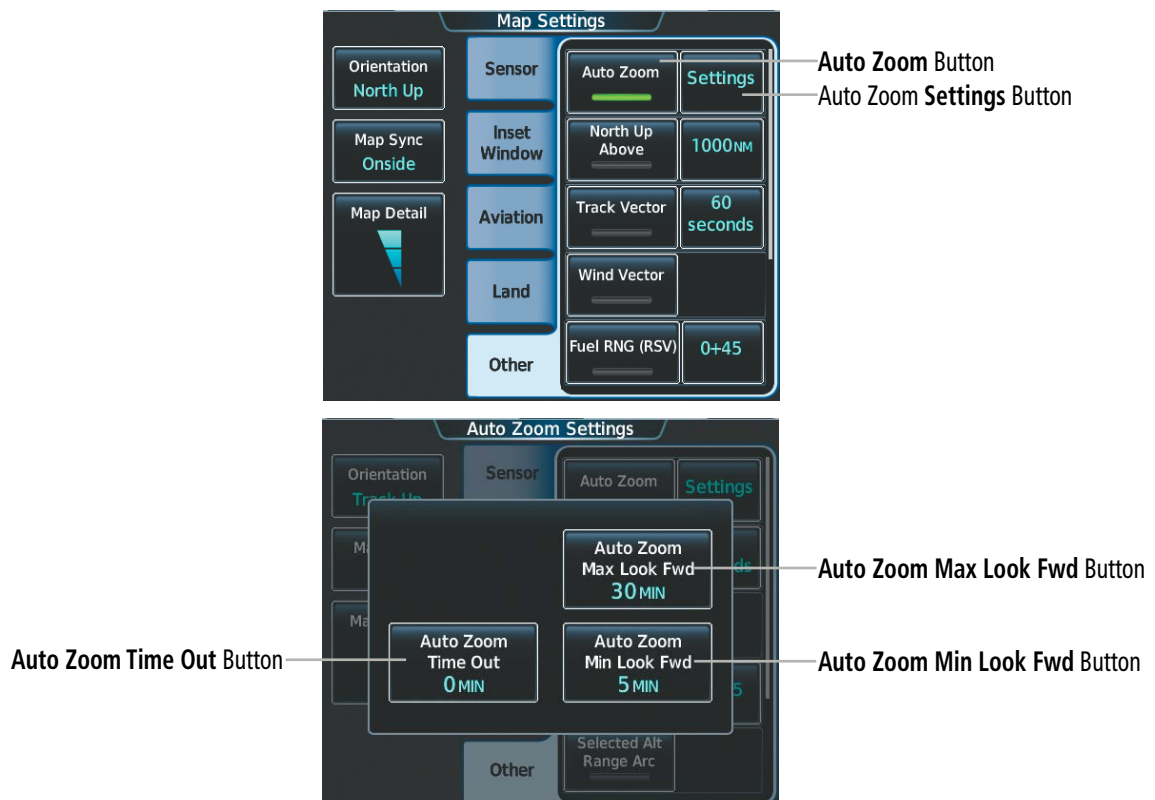 Map Settings
Orientation
North Up
Map Sync
Onside
Map Detail
Sensor
Inset
Window
Aviation
Land
Other
Auto Zoom
Settings
North Up
Above
1000NM
Track Vector
60
seconds
Wind Vector
Fuel RNG (RSV)
0+45
Auto Zoom Button
Auto Zoom Settings Button
Auto Zoom Settings
Orientation
Track Up
Sensor
Auto Zoom
Settings
Auto Zoom
Max Look Fwd
30 MIN
Auto Zoom
Time Out
0 MIN
Auto Zoom
Min Look Fwd
5 MIN
Selected Alt
Range Arc
Other
Auto Zoom Max Look Fwd Button
Auto Zoom Time Out Button
Auto Zoom Min Look Fwd Button